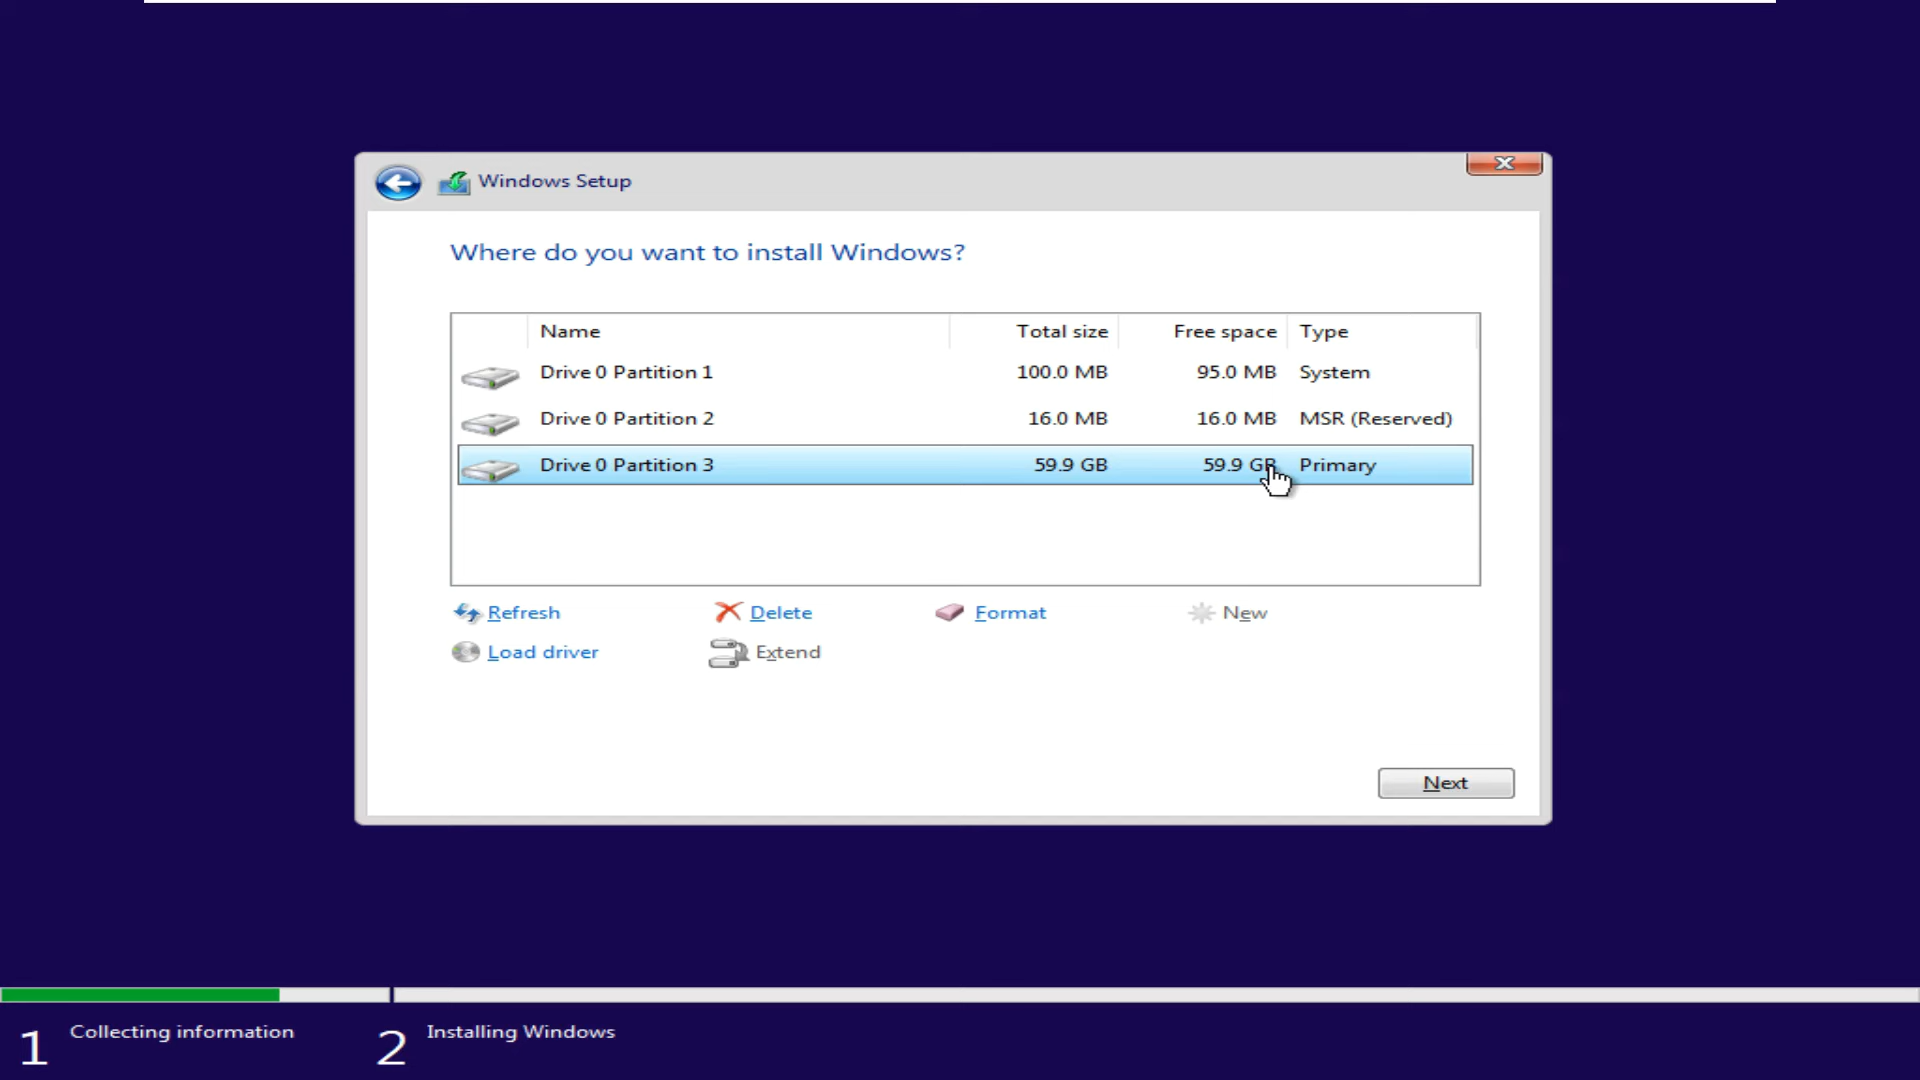 Windows Setup
Where do you want to install Windows?
Name Total size Free space Type
Drive 0 Partition 1 100.0 MB 95.0 MB System
Drive 0 Partition 2 16.0 MB 16.0 MB MSR (Reserved)
Drive 0 Partition 3 59.9 GB 59.9 GB Primary
Refresh Delete Format New
Load driver Extend
Next
1 Collecting information 2 Installing Windows